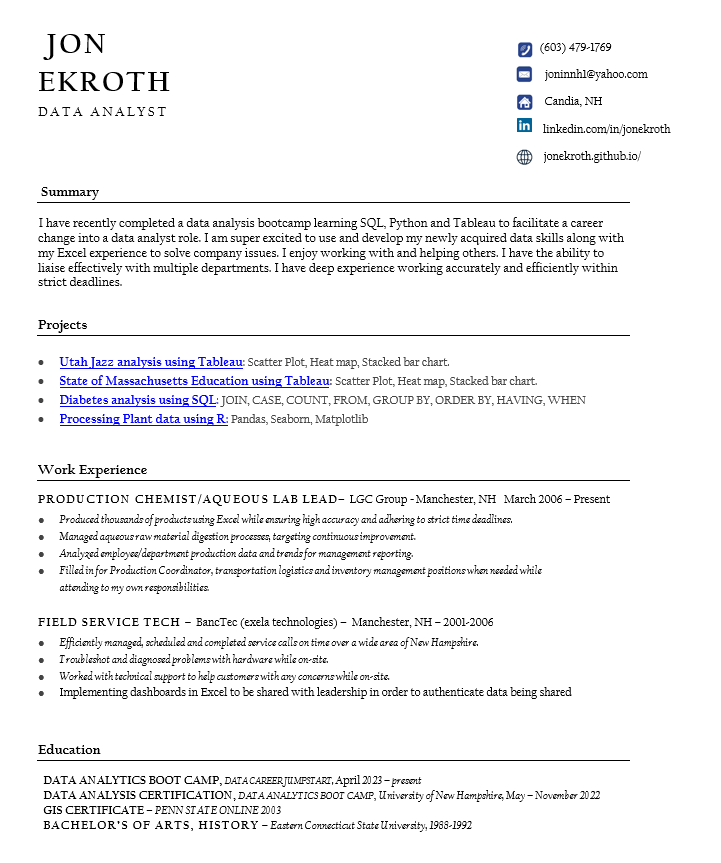 JON
EKROTH
DATA ANALYST
(603) 479-1769
joninnh1@yahoo.com
Candia, NH
linkedin.com/in/jonekroth
jonekroth.github.io/
Summary
I have recently completed a data analysis bootcamp learning SQL, Python and Tableau to facilitate a career
change into a data analyst role. I am super excited to use and develop my newly acquired data skills along with
my Excel experience to solve company issues. I enjoy working with and helping others. I have the ability to
liaise effectively with multiple departments. I have deep experience working accurately and efficiently within
strict deadlines.
Projects
• Utah Jazz analysis using Tableau: Scatter Plot, Heat map, Stacked bar chart.
• State of Massachusetts Education using Tableau: Scatter Plot, Heat map, Stacked bar chart.
• Diabetes analysis using SQL: JOIN, CASE, COUNT, FROM, GROUP BY, ORDER BY, HAVING, WHEN
• Processing Plant data using R: Pandas, Seaborn, Matplotlib
Work Experience
PRODUCTION CHEMIST/AQUEOUS LAB LEAD– LGC Group - Manchester, NH March 2006 – Present
• Produced thousands of products using Excel while ensuring high accuracy and adhering to strict time deadlines.
• Managed aqueous raw material digestion processes, targeting continuous improvement.
• Analyzed employee/department production data and trends for management reporting.
• Filled in for Production Coordinator, transportation logistics and inventory management positions when needed while
attending to my own responsibilities.
FIELD SERVICE TECH – BancTec (exela technologies) – Manchester, NH – 2001-2006
• Efficiently managed, scheduled and completed service calls on time over a wide area of New Hampshire.
• Troubleshot and diagnosed problems with hardware while on-site.
• Worked with technical support to help customers with any concerns while on-site.
• Implementing dashboards in Excel to be shared with leadership in order to authenticate data being shared
Education
DATA ANALYTICS BOOT CAMP, DATA CAREER JUMPSTART, April 2023 – present
DATA ANALYSIS CERTIFICATION, DATA ANALYTICS BOOT CAMP, University of New Hampshire, May – November 2022
GIS CERTIFICATE – PENN STATE ONLINE 2003
BACHELOR'S OF ARTS, HISTORY – Eastern Connecticut State University, 1988-1992